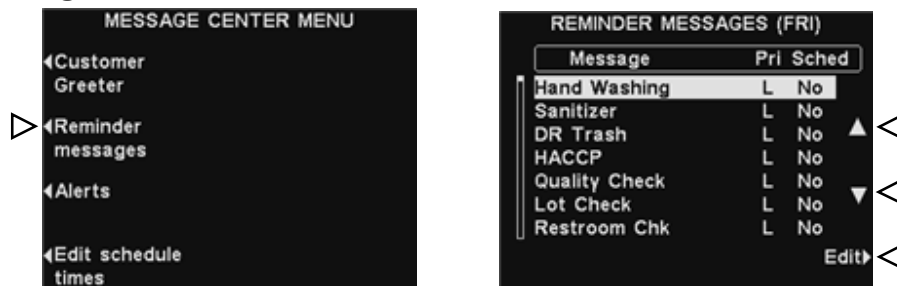 MESSAGE CENTER MENU
Customer
Greeter
Reminder
messages
Alerts
Edit schedule
times
REMINDER MESSAGES (FRI)
Message Pri Sched
Hand Washing L No
Sanitizer L No
DR Trash L No
HACCP L No
Quality Check L No
Lot Check L No
Restroom Chk L No
Edit